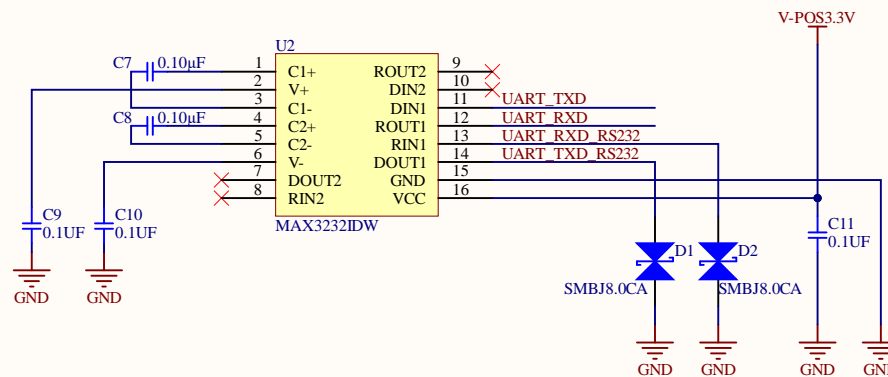 V-POS3.3V
U2
C7
0.10µF
1 C1+ ROUT2 9
2 V+ DIN2 10
3 C1- DIN1 11 UART_TXD
C8
0.10µF
4 C2+ ROUT1 12 UART_RXD
5 C2- RIN1 13 UART_RXD_RS232
6 V- DOUT1 14 UART_TXD_RS232
7 DOUT2 GND 15
8 RIN2 VCC 16
MAX3232IDW
C9
0.1UF
C10
0.1UF
C11
0.1UF
D1
D2
SMBJ8.0CA
SMBJ8.0CA
GND
GND
GND
GND
GND
GND